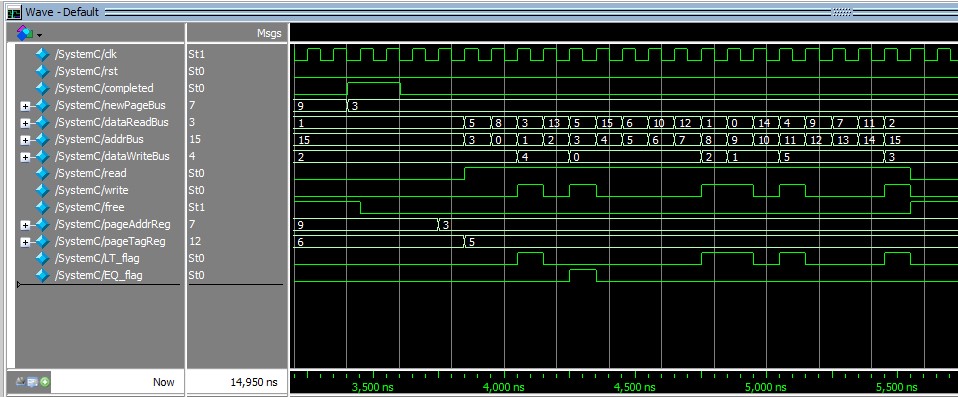 Wave - Default
Msgs
/SystemC/clk St1
/SystemC/rst St0
/SystemC/completed St0
/SystemC/newPageBus 7 9 3
/SystemC/dataReadBus 3 1 5 8 3 13 5 15 6 10 12 1 0 14 4 9 7 11 2
/SystemC/addrBus 15 15 3 0 1 2 3 4 5 6 7 8 9 10 11 12 13 14 15
/SystemC/dataWriteBus 4 2 4 0 2 1 5 3
/SystemC/read St0
/SystemC/write St0
/SystemC/free St1
/SystemC/pageAddrReg 7 9 3
/SystemC/pageTagReg 12 6 5
/SystemC/LT_flag St0
/SystemC/EQ_flag St0
Now 14,950 ns 3,500 ns 4,000 ns 4,500 ns 5,000 ns 5,500 ns